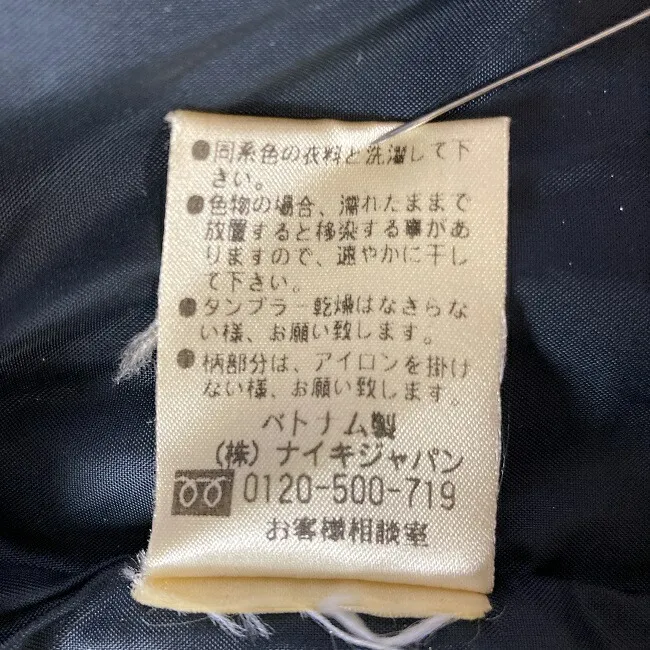 ●同系色の衣料と洗濯して下
さい。
●色物の場合、濡れたままで
放置すると移染する事があ
りますので、速やかに干し
て下さい。
●タンブラー乾燥はなさらな
い様、お願い致します。
●柄部分は、アイロンを掛け
ない様、お願い致します。
ベトナム製
(株) ナイキジャパン
0120-500-719
お客様相談室